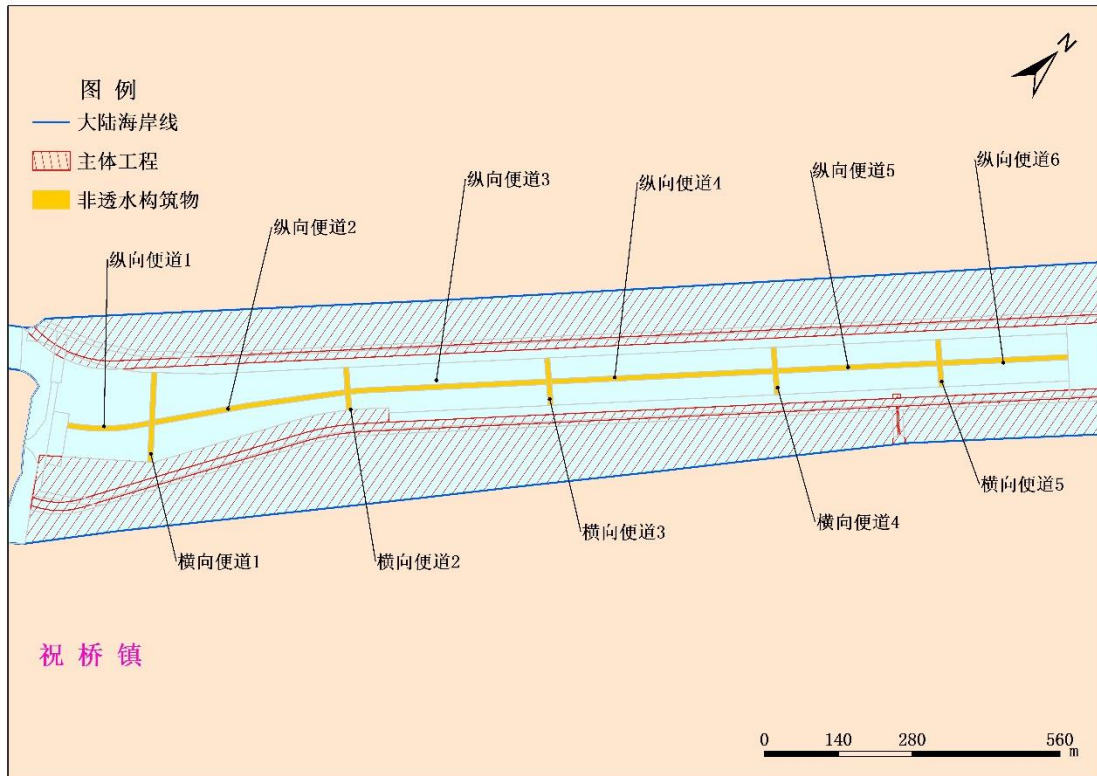 N
图 例
大陆海岸线
主体工程
非透水构筑物
纵向便道1
纵向便道2
纵向便道3
纵向便道4
纵向便道5
纵向便道6
横向便道1
横向便道2
横向便道3
横向便道4
横向便道5
祝 桥 镇
0 140 280 560
m